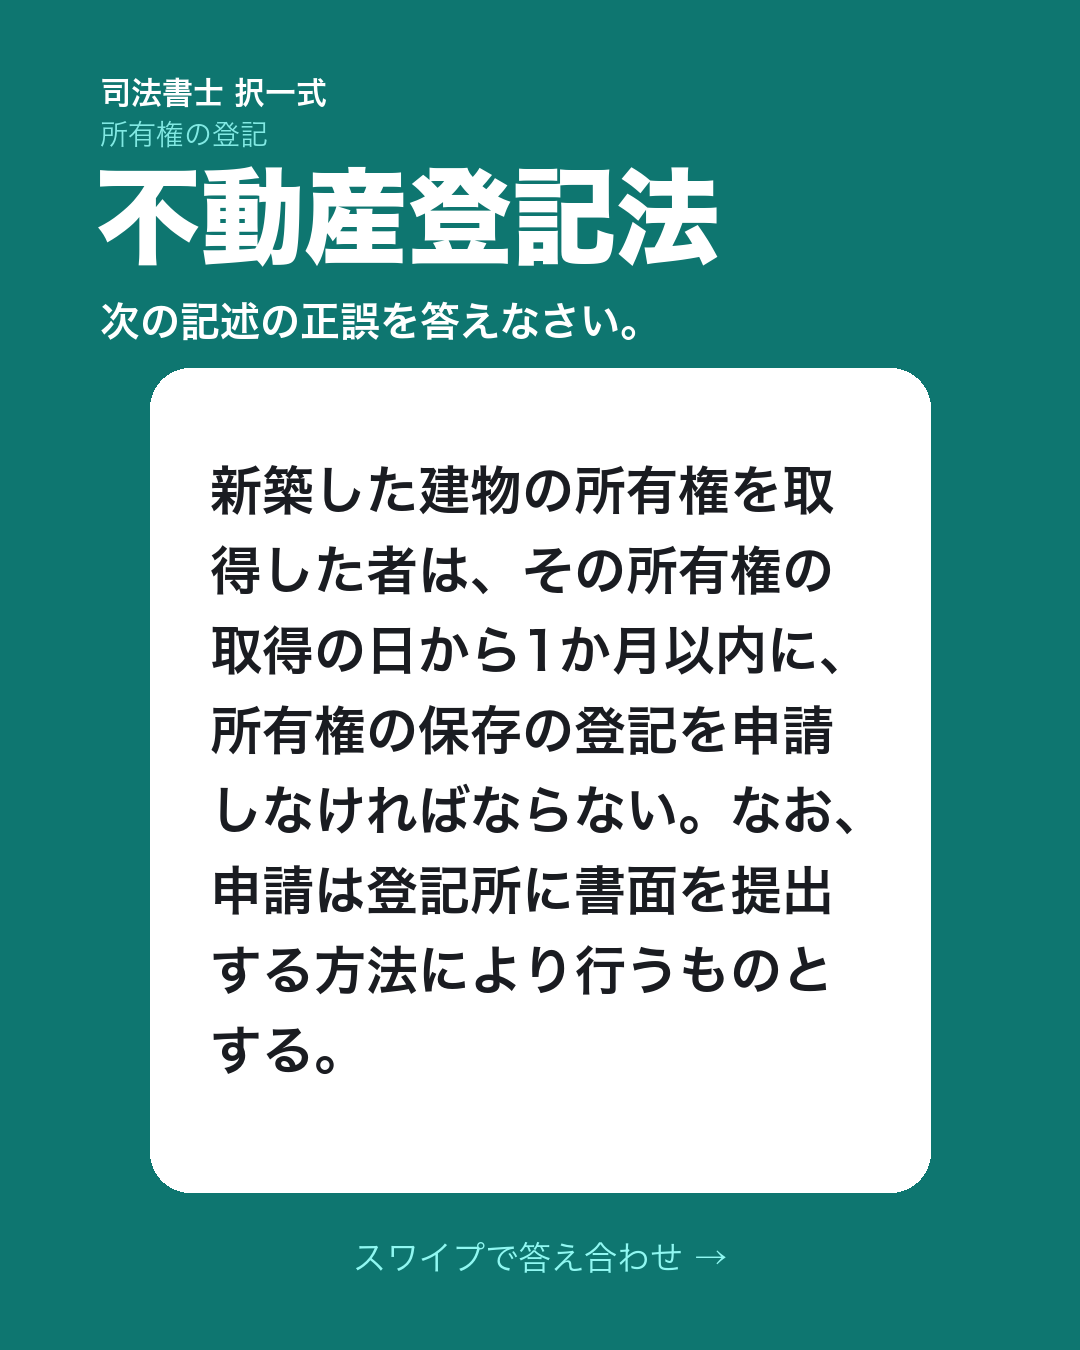 司法書士 択一式
所有権の登記
不動産登記法
次の記述の正誤を答えなさい。
新築した建物の所有権を取
得した者は、その所有権の
取得の日から1か月以内に、
所有権の保存の登記を申請
しなければならない。なお、
申請は登記所に書面を提出
する方法により行うものと
する。
スワイプで答え合わせ →